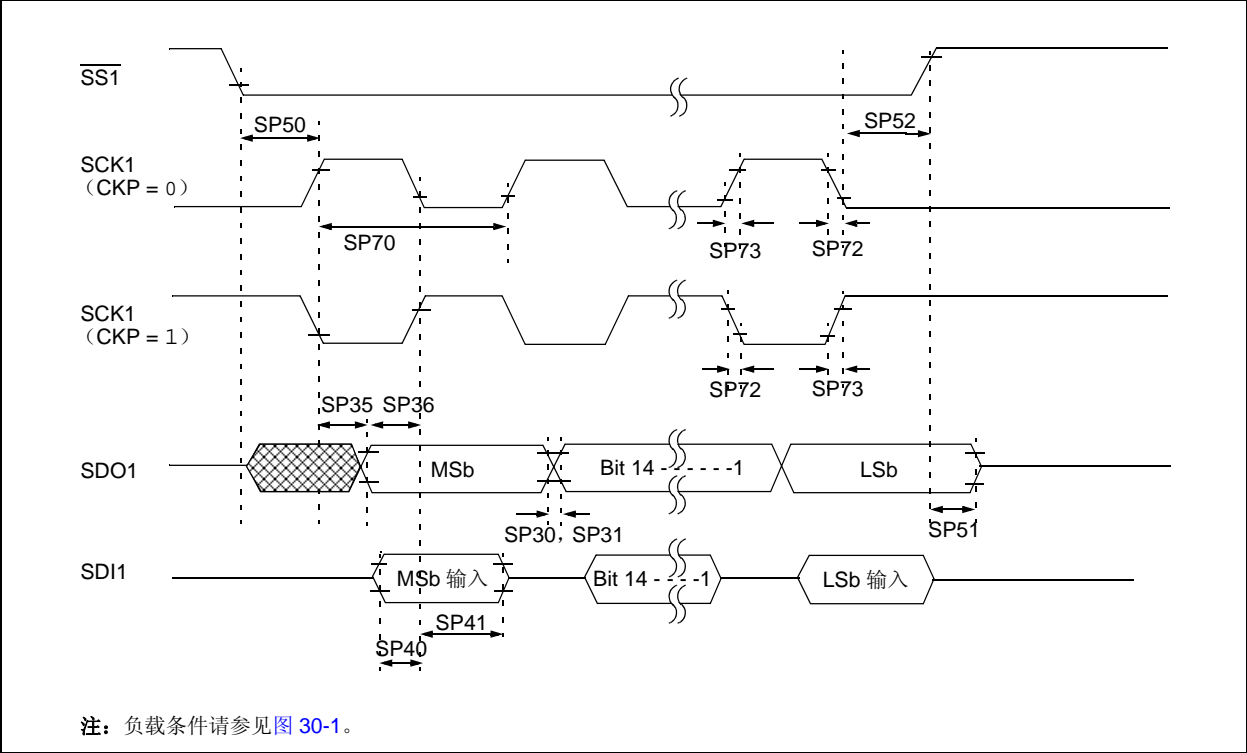 SS1
SP50
SP52
SCK1
（CKP = 0）
SP70
SP73
SP72
SCK1
（CKP = 1）
SP72
SP73
SP35 SP36
SDO1
MSb
Bit 14 - - - - - -1
LSb
SP30，SP31
SP51
SDI1
MSb 输入
Bit 14 - - - -1
LSb 输入
SP41
SP40
注：负载条件请参见图 30-1。